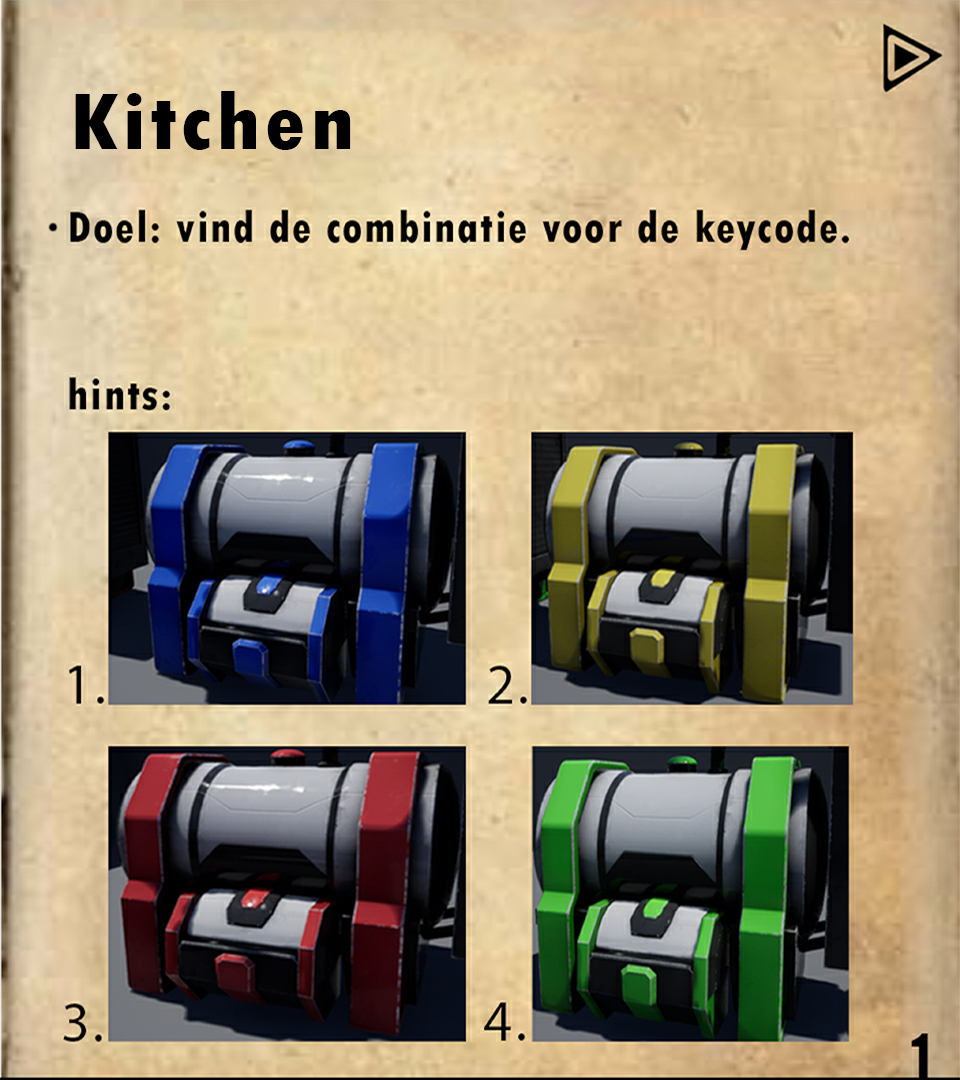 Kitchen
· Doel: vind de combinatie voor de keycode.
hints:
1.
2.
3.
4.
1